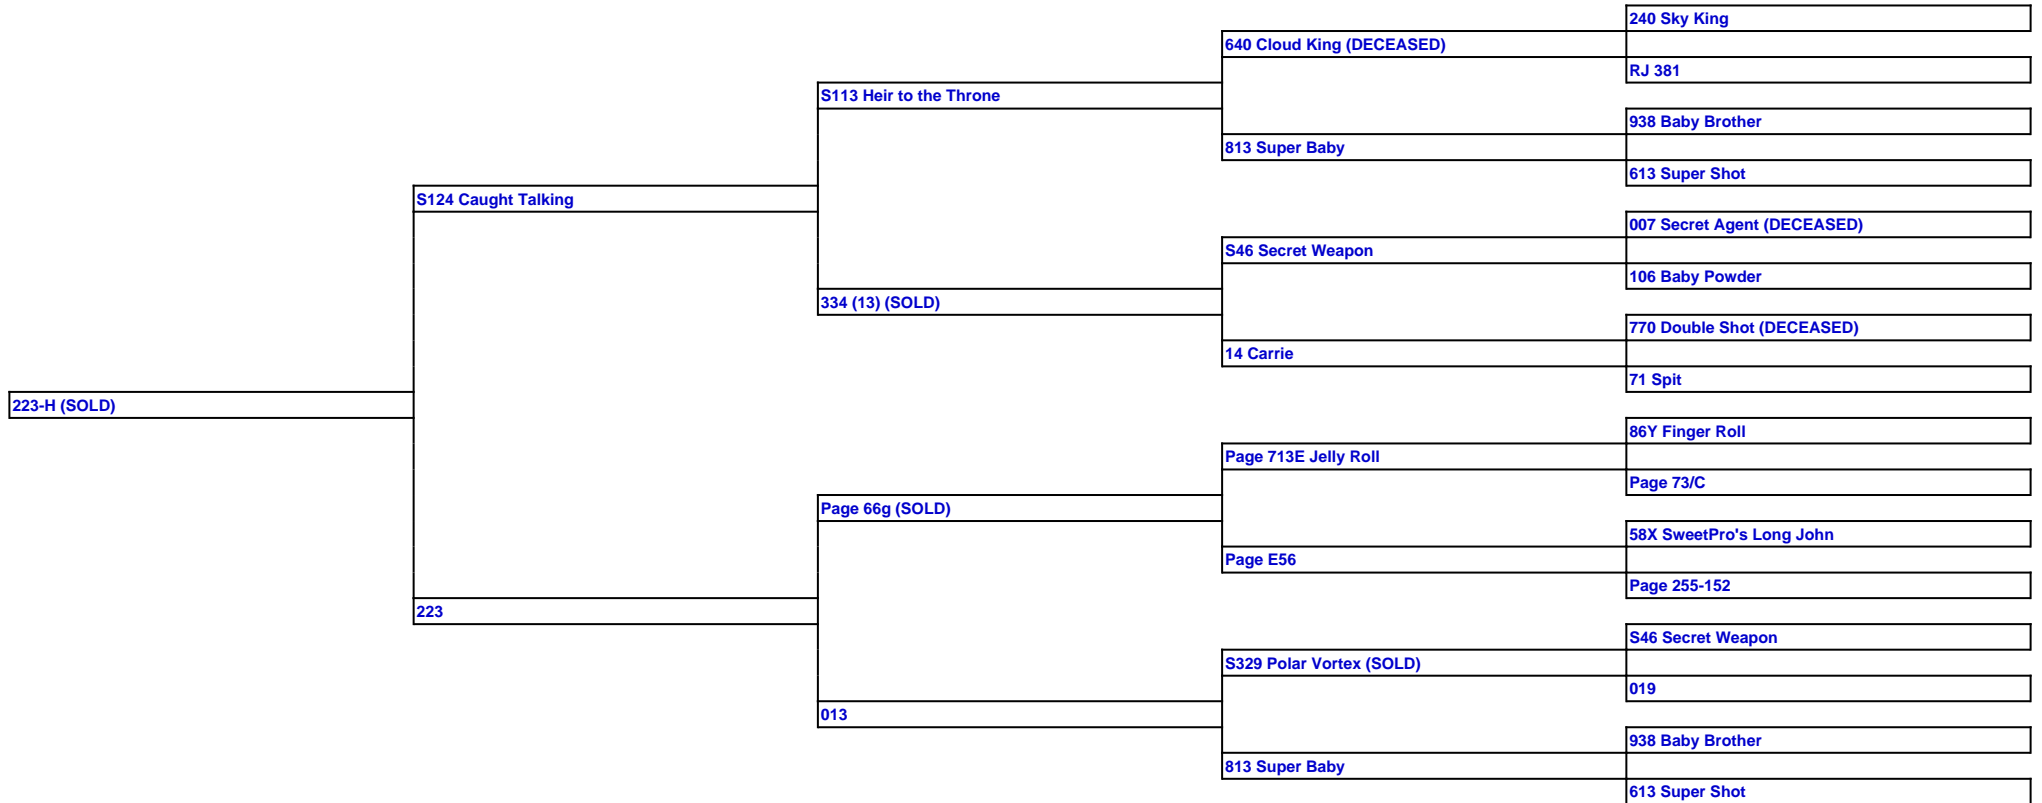 240 Sky King
640 Cloud King (DECEASED)
RJ 381
S113 Heir to the Throne
938 Baby Brother
813 Super Baby
613 Super Shot
S124 Caught Talking
007 Secret Agent (DECEASED)
S46 Secret Weapon
106 Baby Powder
334 (13) (SOLD)
770 Double Shot (DECEASED)
14 Carrie
71 Spit
223-H (SOLD)
86Y Finger Roll
Page 713E Jelly Roll
Page 73/C
Page 66g (SOLD)
58X SweetPro's Long John
Page E56
Page 255-152
223
S46 Secret Weapon
S329 Polar Vortex (SOLD)
019
013
938 Baby Brother
813 Super Baby
613 Super Shot